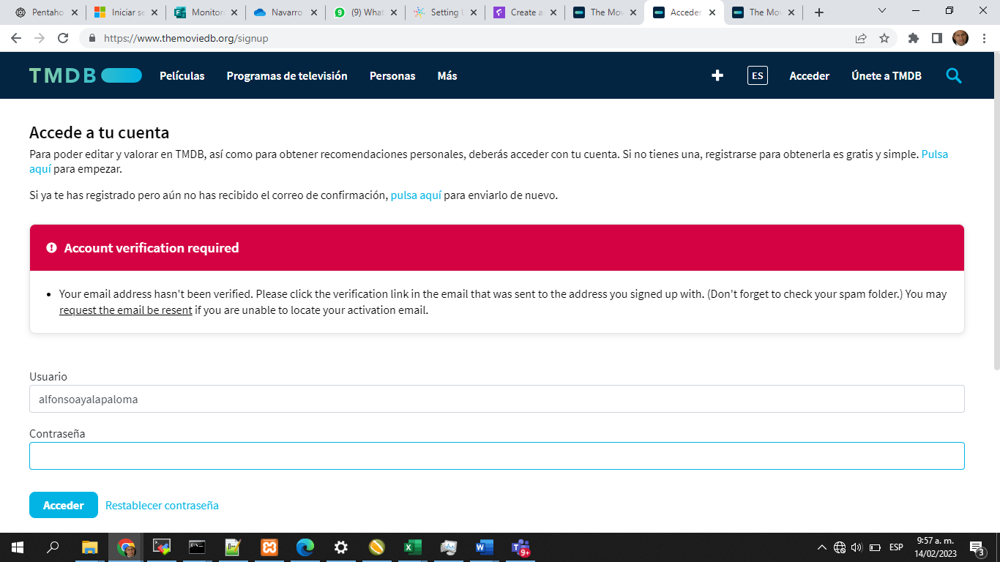 Pentaho
Iniciar se
Monitor
Navarro
(9) What
Setting U
Create a
The Mov
Acceder
The Mov
https://www.themoviedb.org/signup
TMDB
Películas
Programas de televisión
Personas
Más
ES
Acceder
Únete a TMDB
Accede a tu cuenta
Para poder editar y valorar en TMDB, así como para obtener recomendaciones personales, deberás acceder con tu cuenta. Si no tienes una, registrarse para obtenerla es gratis y simple. Pulsa
aquí para empezar.
Si ya te has registrado pero aún no has recibido el correo de confirmación, pulsa aquí para enviarlo de nuevo.
Account verification required
Your email address hasn't been verified. Please click the verification link in the email that was sent to the address you signed up with. (Don't forget to check your spam folder.) You may
request the email be resent if you are unable to locate your activation email.
Usuario
alfonsoayalapaloma
Contraseña
Acceder
Restablecer contraseña
9+
ESP
9:57 a. m.
14/02/2023
3